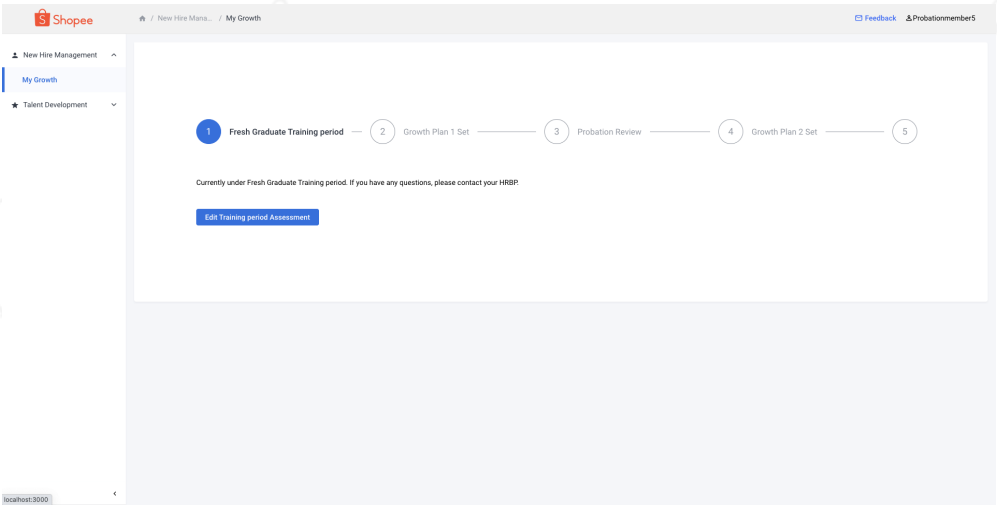 Shopee
/ New Hire Mana... / My Growth
Feedback
Probationmember5
New Hire Management
My Growth
Talent Development
1 Fresh Graduate Training period
2 Growth Plan 1 Set
3 Probation Review
4 Growth Plan 2 Set
5
Currently under Fresh Graduate Training period. If you have any questions, please contact your HRBP.
Edit Training period Assessment
localhost:3000